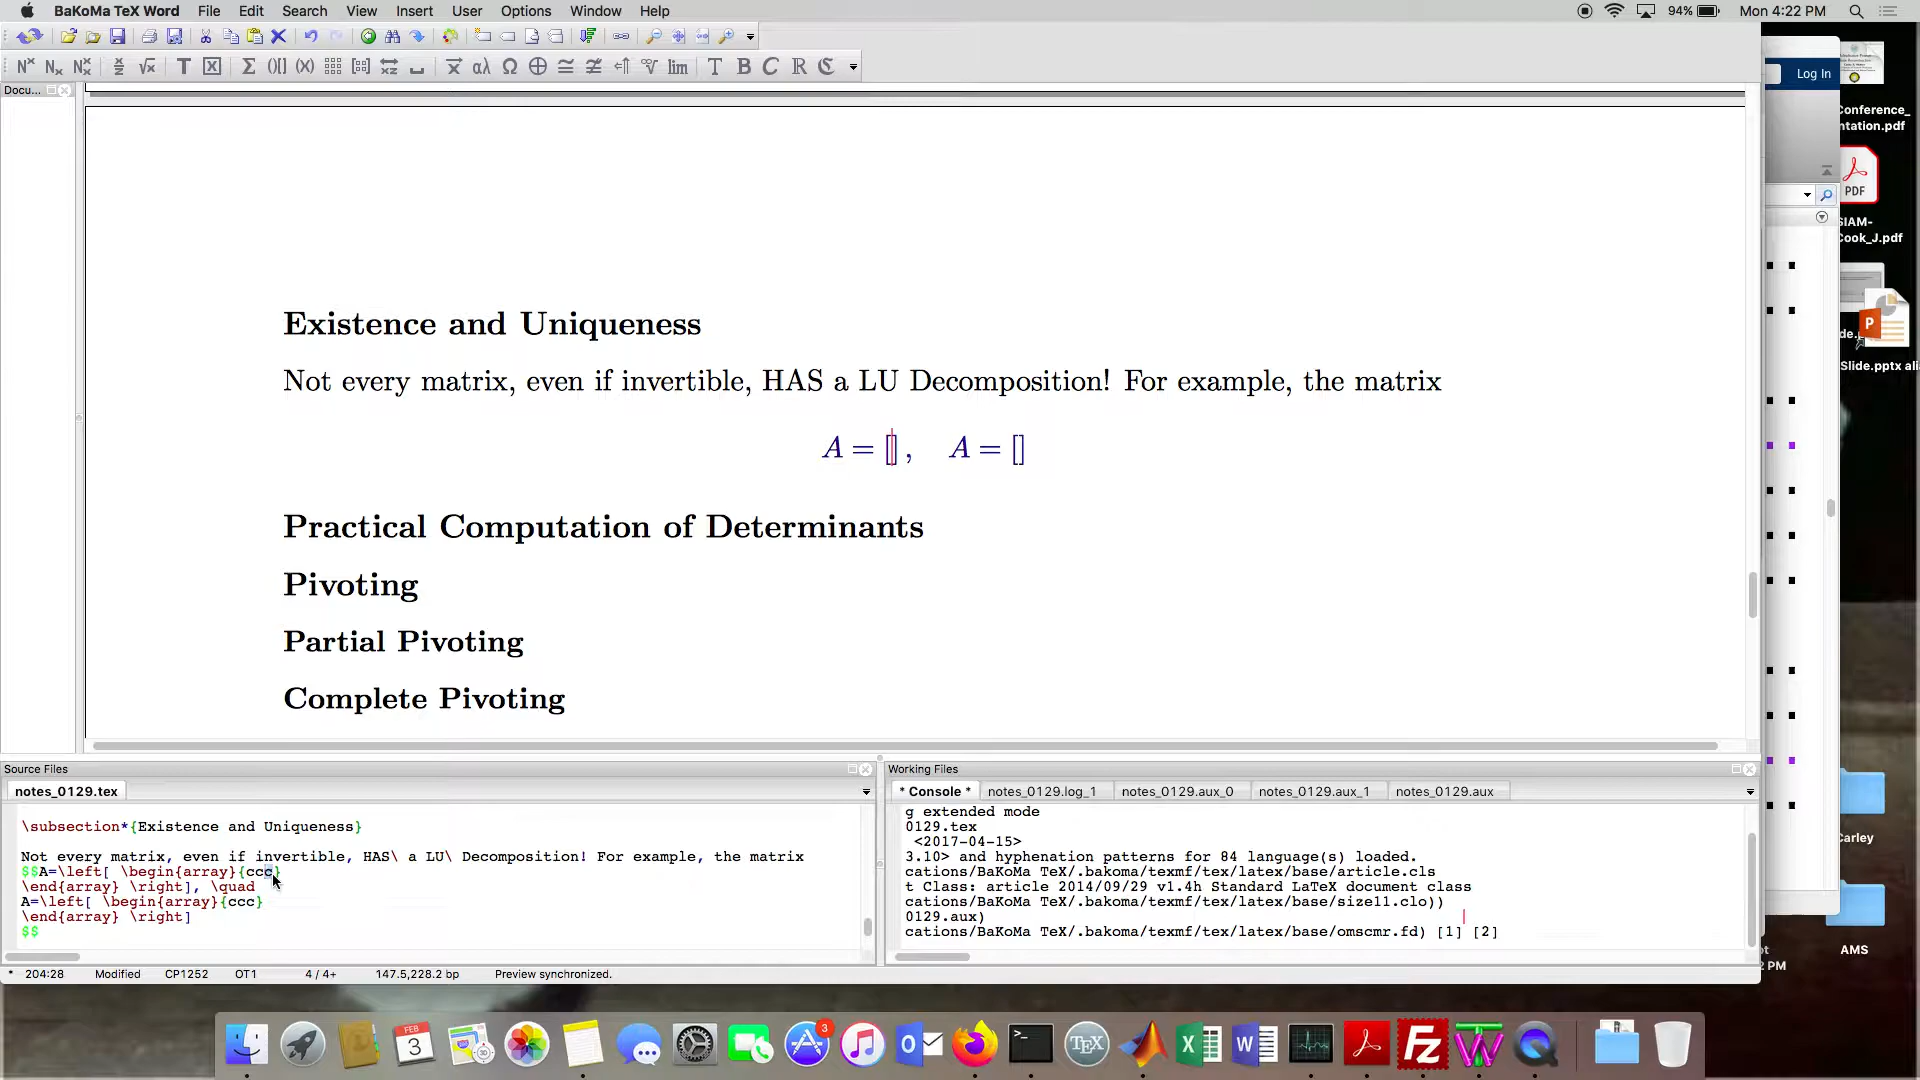 BaKoMa TeX Word File Edit Search View Insert User Options Window Help 94% Mon 4:22 PM
Docu...
Log In
Conference_
ntation.pdf
PDF
SIAM-
Cook_J.pdf
Slide.pptx ali
Existence and Uniqueness
Not every matrix, even if invertible, HAS a LU Decomposition! For example, the matrix
A = [] , A = []
Practical Computation of Determinants
Pivoting
Partial Pivoting
Complete Pivoting
Source Files
notes_0129.tex
\subsection*{Existence and Uniqueness}
Not every matrix, even if invertible, HAS\ a LU\ Decomposition! For example, the matrix
$$A=\left[ \begin{array}{ccc}
\end{array} \right], \quad
A=\left[ \begin{array}{ccc}
\end{array} \right]
$$
* 204:28 Modified CP1252 OT1 4 / 4+ 147.5,228.2 bp Preview synchronized.
Working Files
* Console * notes_0129.log_1 notes_0129.aux_0 notes_0129.aux_1 notes_0129.aux
g extended mode
0129.tex
<2017-04-15>
3.10> and hyphenation patterns for 84 language(s) loaded.
cations/BaKoMa TeX/.bakoma/texmf/tex/latex/base/article.cls
t Class: article 2014/09/29 v1.4h Standard LaTeX document class
cations/BaKoMa TeX/.bakoma/texmf/tex/latex/base/size11.clo))
0129.aux)
cations/BaKoMa TeX/.bakoma/texmf/tex/latex/base/omscmr.fd) [1] [2]
Carley
AMS
2 PM
FEB
3
3
TEX